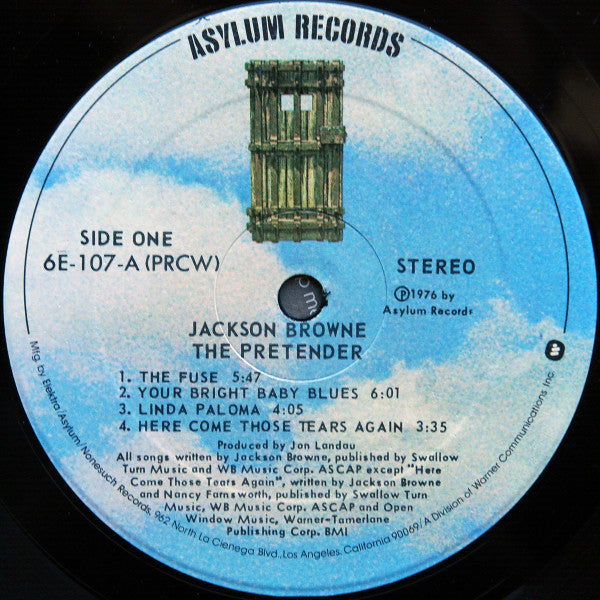 ASYLUM RECORDS
SIDE ONE
6E-107-A (PRCW)
STEREO
Ⓟ1976 by
Asylum Records
JACKSON BROWNE
THE PRETENDER
1. THE FUSE 5:47
2. YOUR BRIGHT BABY BLUES 6:01
3. LINDA PALOMA 4:05
4. HERE COME THOSE TEARS AGAIN 3:35
Produced by Jon Landau
All songs written by Jackson Browne, published by Swallow
Turn Music and WB Music Corp. ASCAP except "Here
Come Those Tears Again", written by Jackson Browne
and Nancy Farnsworth, published by Swallow Turn
Music, WB Music Corp. ASCAP and Open
Window Music, Warner-Tamerlane
Publishing Corp. BMI
Mfg. by Elektra/Asylum/Nonesuch Records, 962 North La Cienega Blvd., Los Angeles, California 90069/A Division of Warner Communications Inc.